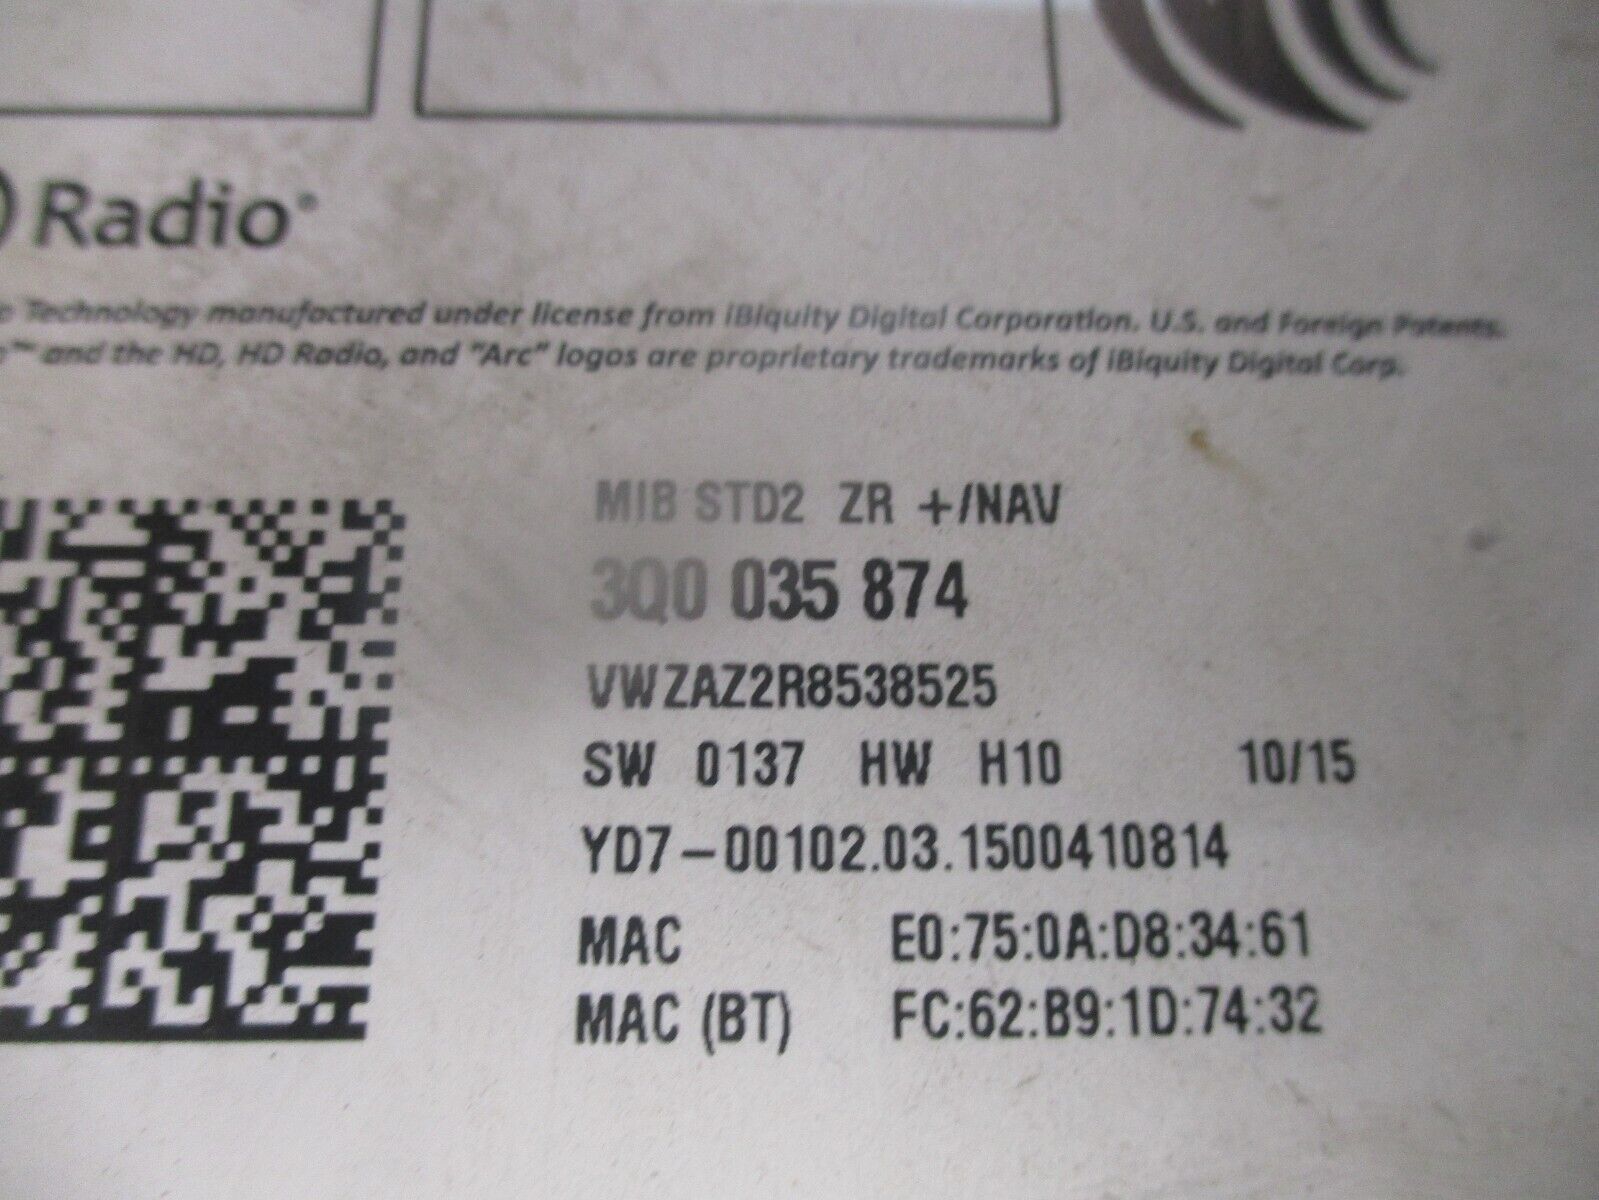 Radio®
Technology manufactured under license from iBiquity Digital Corporation. U.S. and Foreign Patents.
™ and the HD, HD Radio, and "Arc" logos are proprietary trademarks of iBiquity Digital Corp.
MIB STD2 ZR +/NAV
3Q0 035 874
VWZAZ2R8538525
SW 0137 HW H10 10/15
YD7-00102.03.1500410814
MAC E0:75:0A:D8:34:61
MAC (BT) FC:62:B9:1D:74:32